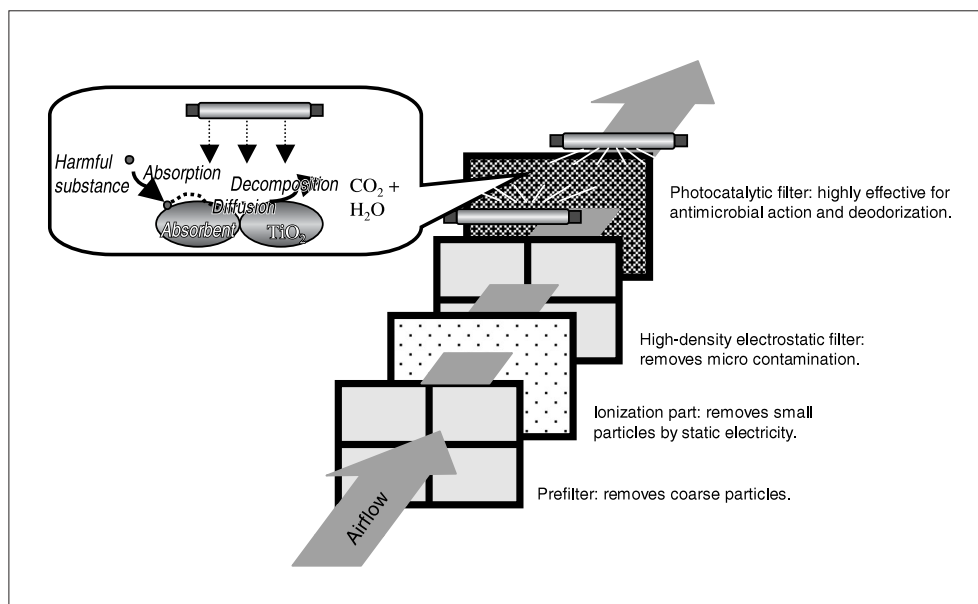 Harmful
substance
Absorption
Decomposition
Diffusion
Absorbent
TiO₂
CO₂ +
H₂O
Photocatalytic filter: highly effective for
antimicrobial action and deodorization.
High-density electrostatic filter:
removes micro contamination.
Ionization part: removes small
particles by static electricity.
Prefilter: removes coarse particles.
Airflow